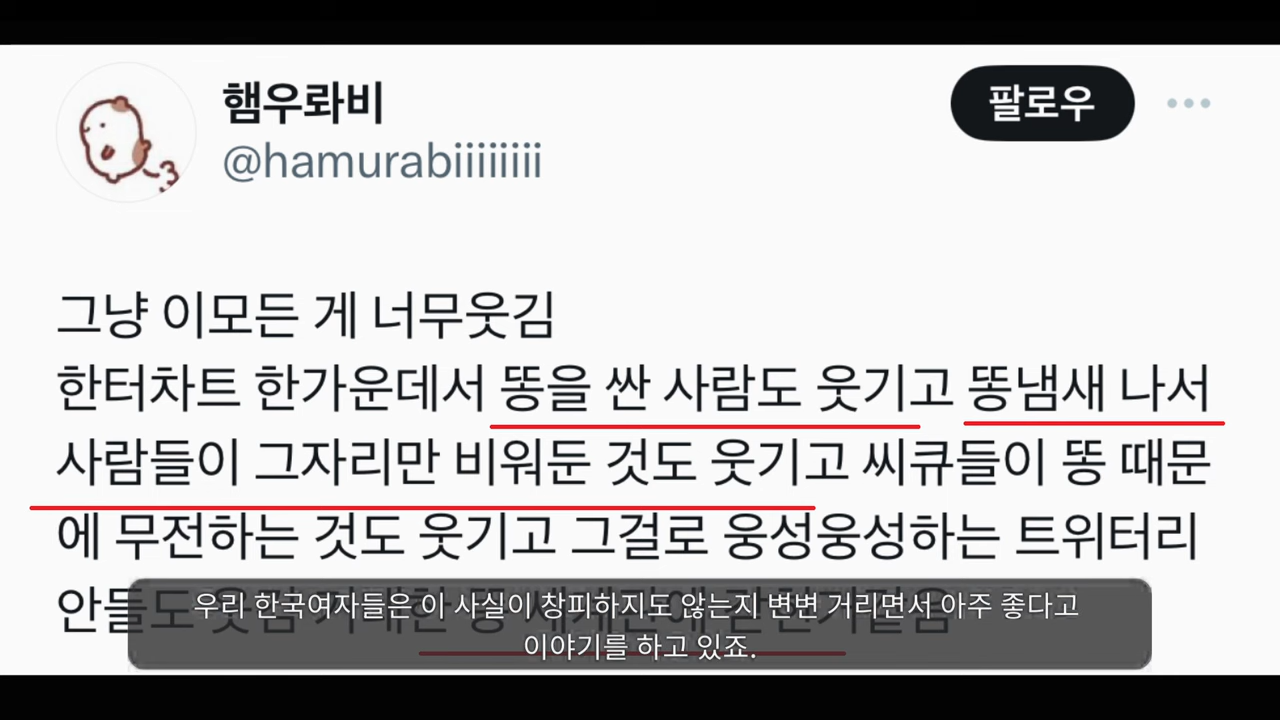 햄우롸비
팔로우
@hamurabiiiiiiiii
그냥 이모든 게 너무웃김
한터차트 한가운데서 똥을 싼 사람도 웃기고 똥냄새 나서
사람들이 그자리만 비워둔 것도 웃기고 씨큐들이 똥 때문
에 무전하는 것도 웃기고 그걸로 웅성웅성하는 트위터리
안들도 웃김
우리 한국여자들은 이 사실이 창피하지도 않는지 변변 거리면서 아주 좋다고
이야기를 하고 있죠.